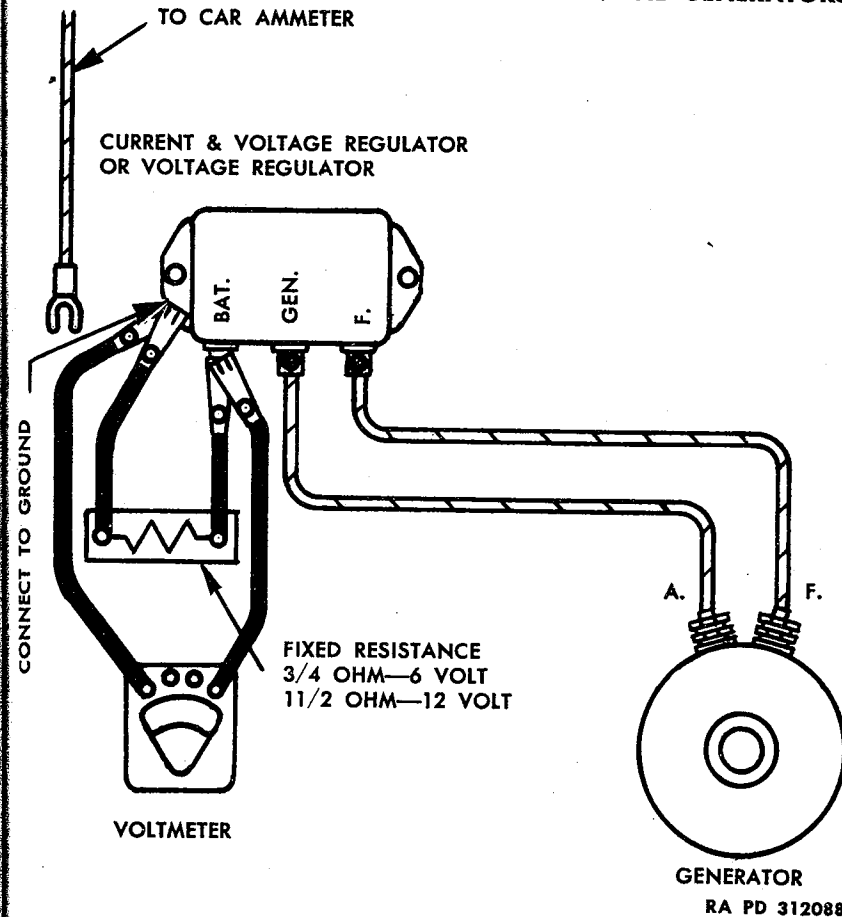 GENERATORS
TO CAR AMMETER
CURRENT & VOLTAGE REGULATOR
OR VOLTAGE REGULATOR
BAT.
GEN.
F.
CONNECT TO GROUND
A.
F.
FIXED RESISTANCE
3/4 OHM—6 VOLT
11/2 OHM—12 VOLT
VOLTMETER
GENERATOR
RA PD 312088